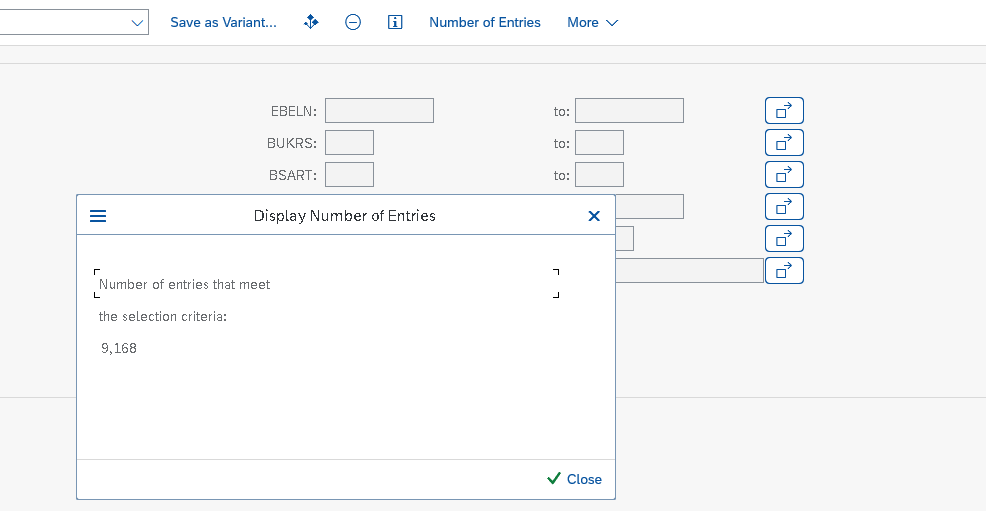 Save as Variant... Number of Entries More
EBELN: to:
BUKRS: to:
BSART: to:
Display Number of Entries
Number of entries that meet
the selection criteria:
9,168
Close